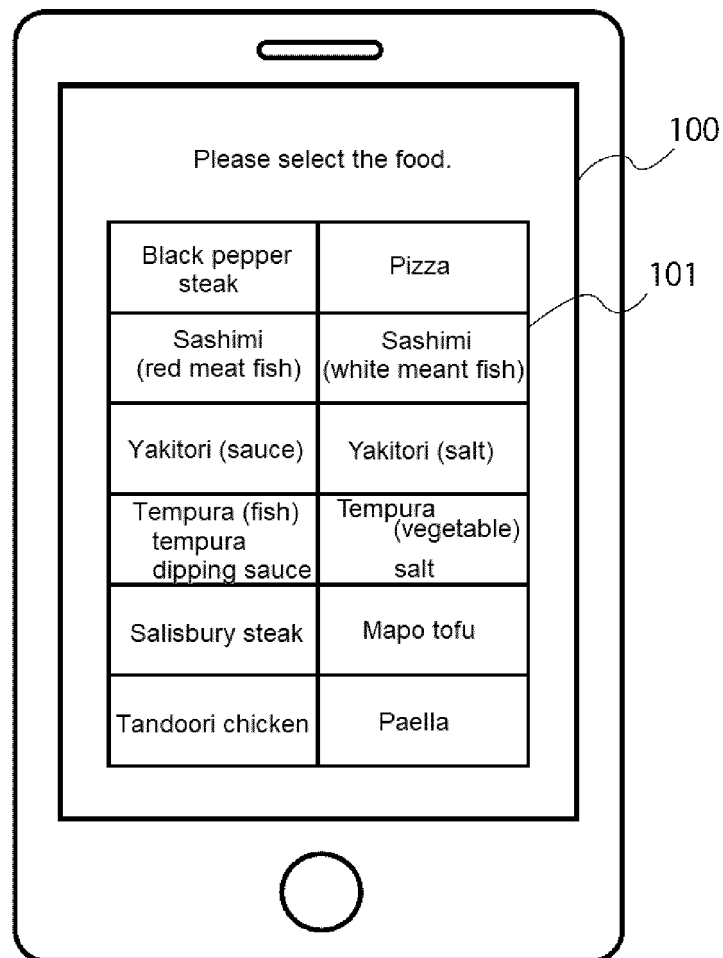 100
Please select the food.
101
Black pepper
steak
Pizza
Sashimi
(red meat fish)
Sashimi
(white meant fish)
Yakitori (sauce)
Yakitori (salt)
Tempura (fish)
tempura
dipping sauce
Tempura
(vegetable)
salt
Salisbury steak
Mapo tofu
Tandoori chicken
Paella